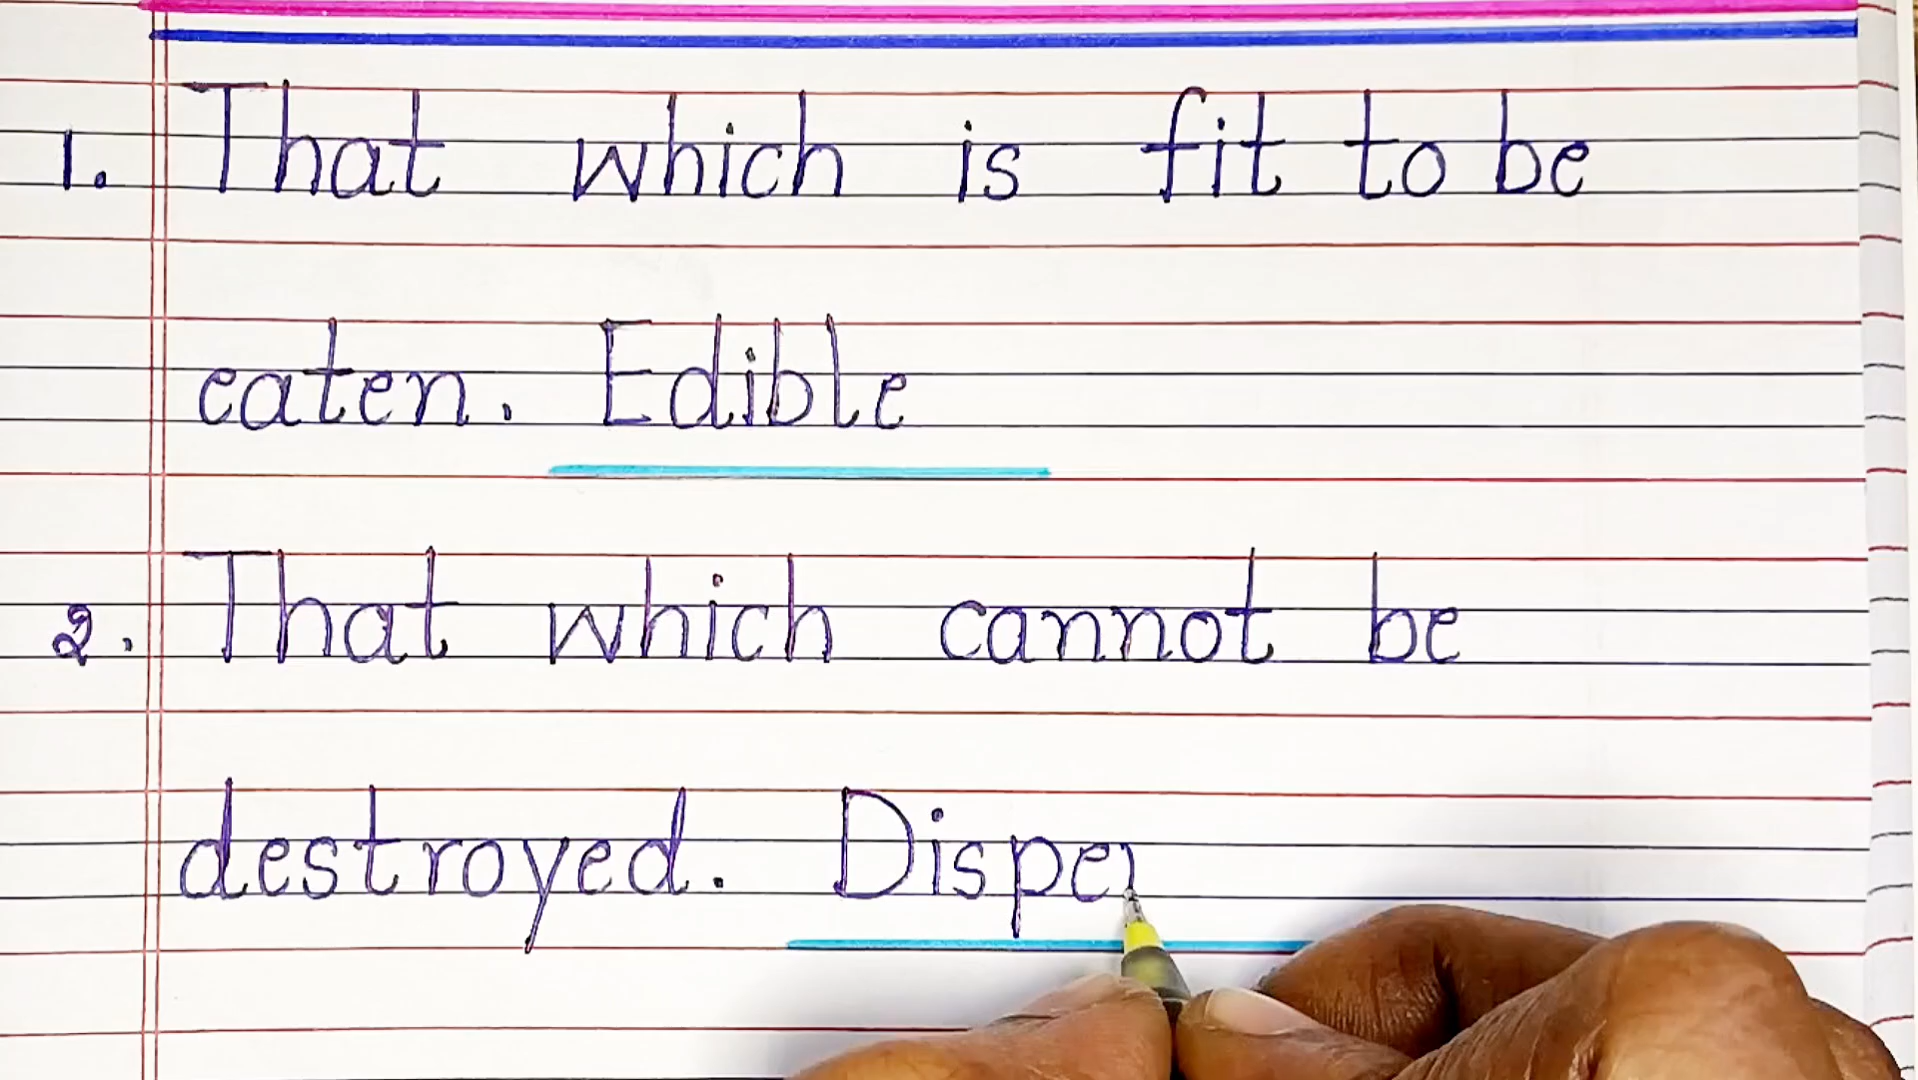 1. That which is fit to be
eaten. Edible
2. That which cannot be
destroyed. Disper